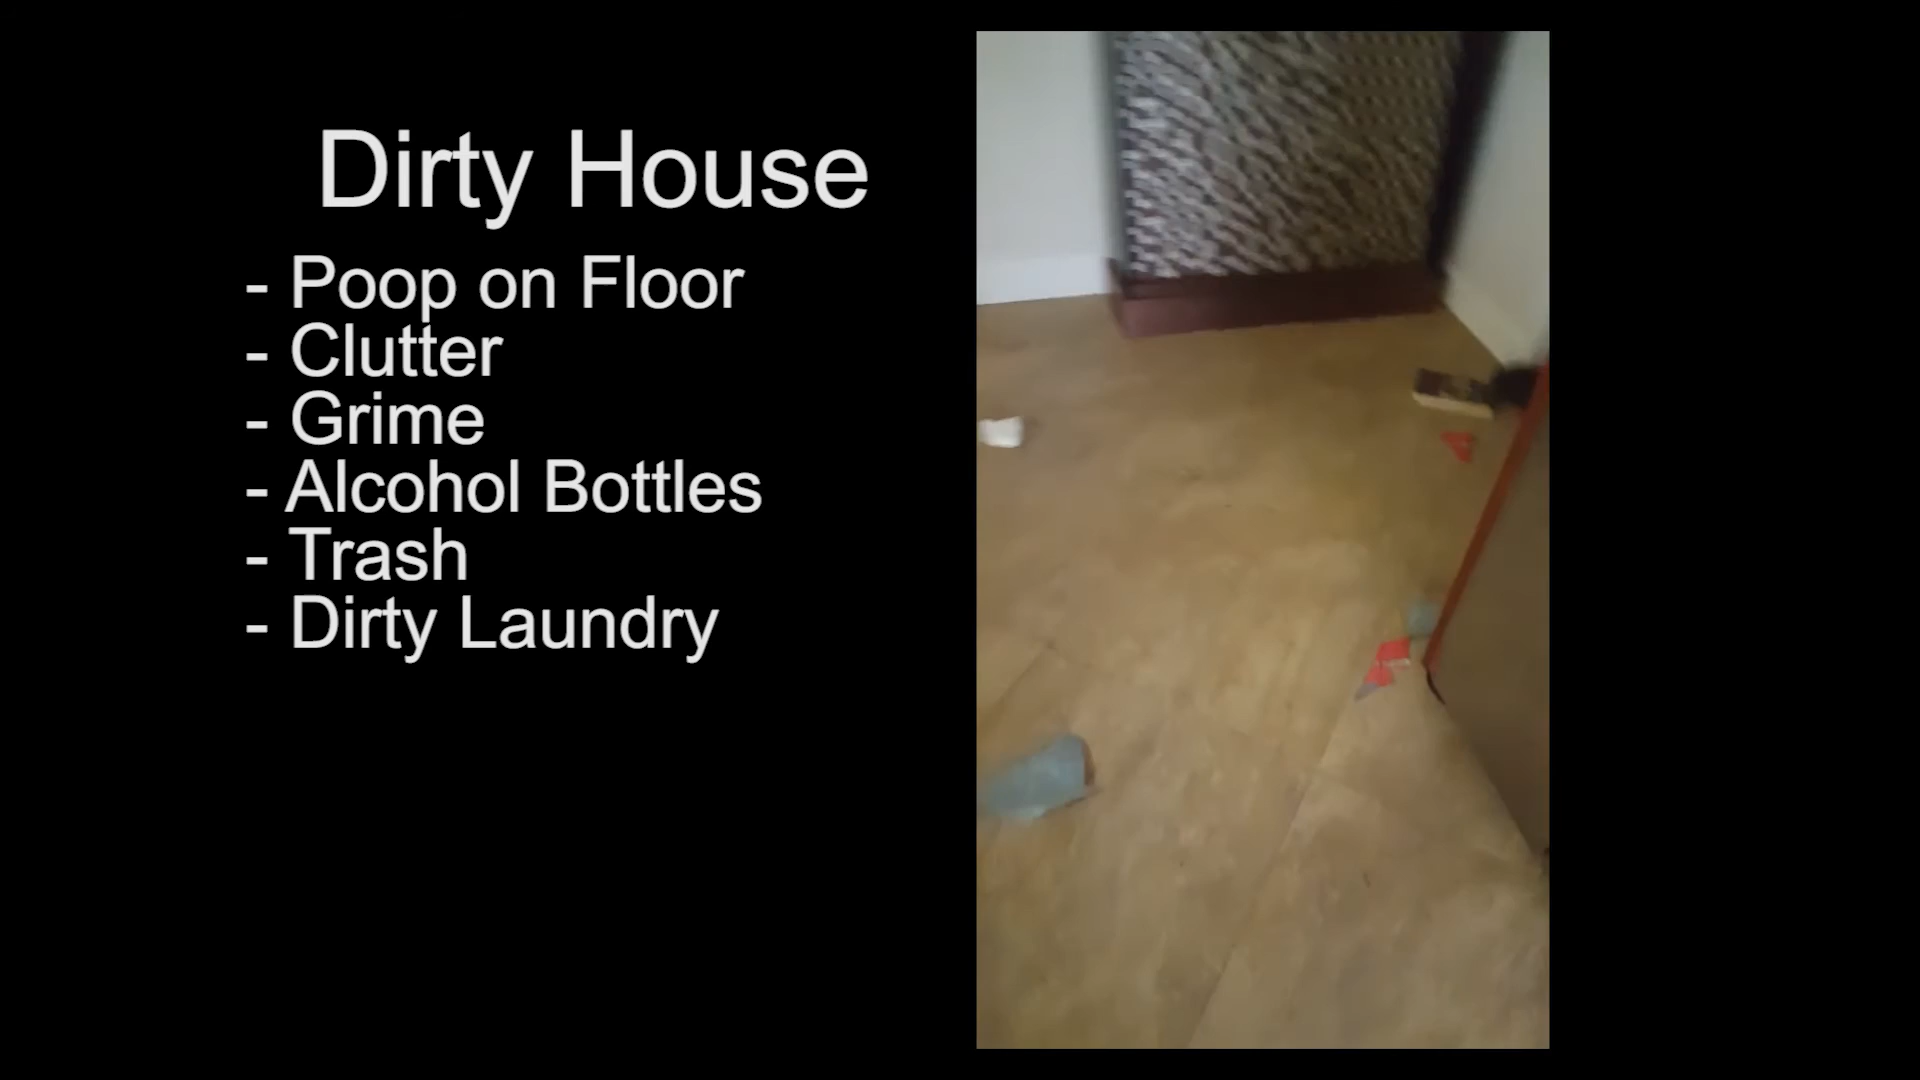 Dirty House
- Poop on Floor
- Clutter
- Grime
- Alcohol Bottles
- Trash
- Dirty Laundry